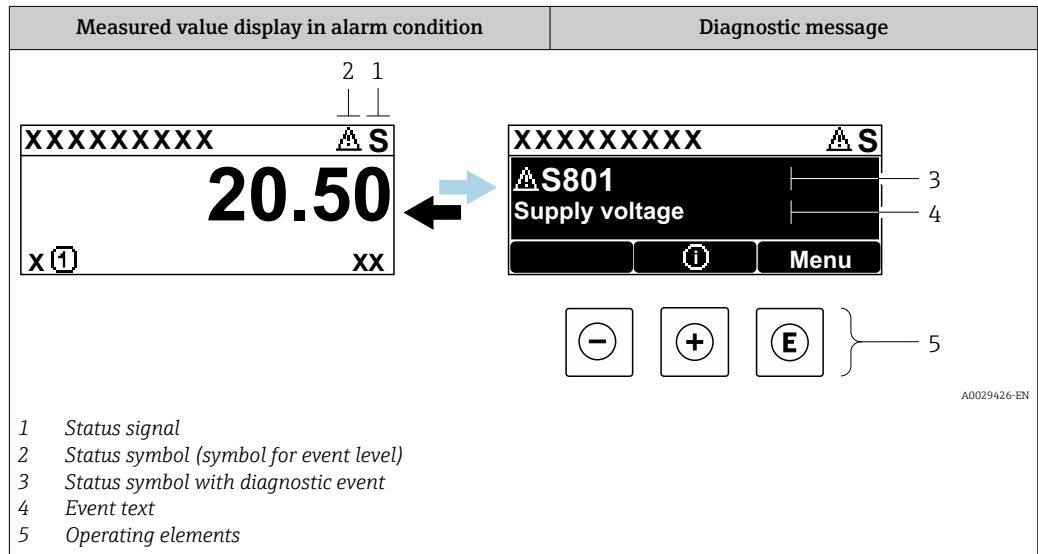 Measured value display in alarm condition
Diagnostic message
2 1
XXXXXXXXX ⚠ S
20.50
X ① XX
XXXXXXXXX ⚠ S
⚠S801
Supply voltage
ⓘ Menu
3
4
− + E
5
A0029426-EN
1 Status signal
2 Status symbol (symbol for event level)
3 Status symbol with diagnostic event
4 Event text
5 Operating elements